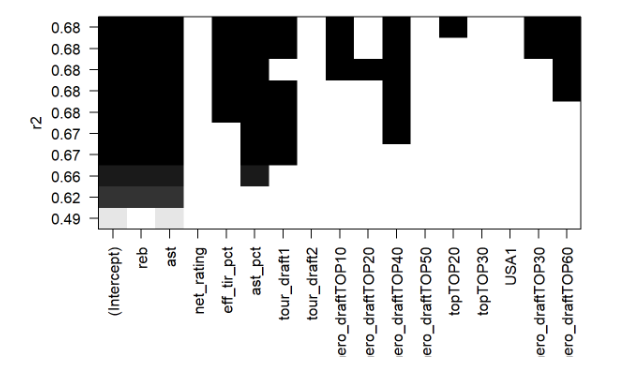 r2
0.68
0.68
0.68
0.68
0.68
0.67
0.67
0.66
0.62
0.49
(Intercept)
reb
ast
net_rating
eff_tir_pct
ast_pct
tour_draft1
tour_draft2
ero_draftTOP10
ero_draftTOP20
ero_draftTOP40
ero_draftTOP50
topTOP20
topTOP30
USA1
ero_draftTOP30
ero_draftTOP60